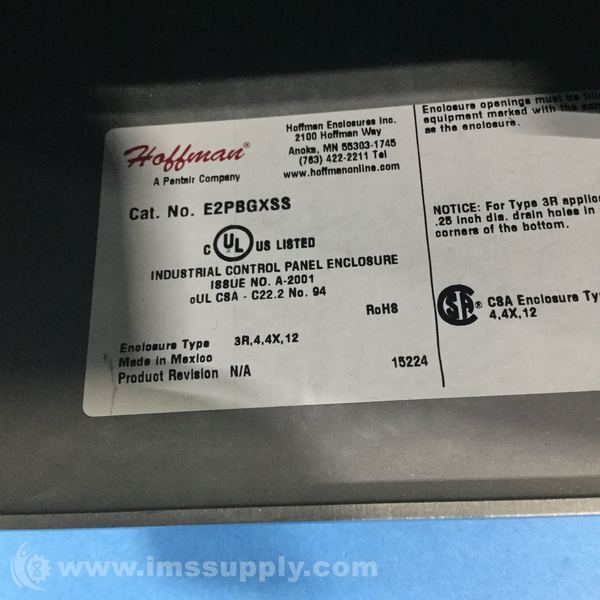 Hoffman®
A Pentair Company
Hoffman Enclosures Inc.
2100 Hoffman Way
Anoka, MN 55303-1745
(763) 422-2211 Tel
www.hoffmanonline.com
Cat. No. E2PBGXSS
C UL US LISTED
INDUSTRIAL CONTROL PANEL ENCLOSURE
ISSUE NO. A-2001
cUL CSA - C22.2 No. 94
RoHS
Enclosure Type 3R,4,4X,12
Made in Mexico
Product Revision N/A
15224
Enclosure openings must be
equipment marked with the
as the enclosure.
NOTICE: For Type 3R
.25 inch dia. drain holes in
corners of the bottom.
CSA® CSA Enclosure
4,4X,12
www.imssupply.com